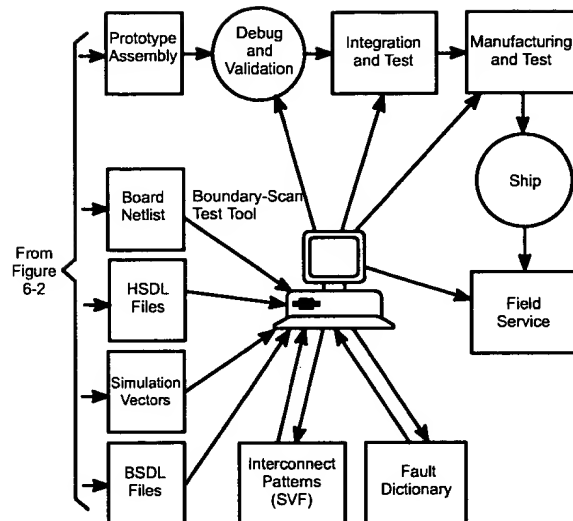 Prototype
Assembly
Debug
and
Validation
Integration
and Test
Manufacturing
and Test
Ship
Board
Netlist
Boundary-Scan
Test Tool
From
Figure
6-2
HSDL
Files
Field
Service
Simulation
Vectors
BSDL
Files
Interconnect
Patterns
(SVF)
Fault
Dictionary